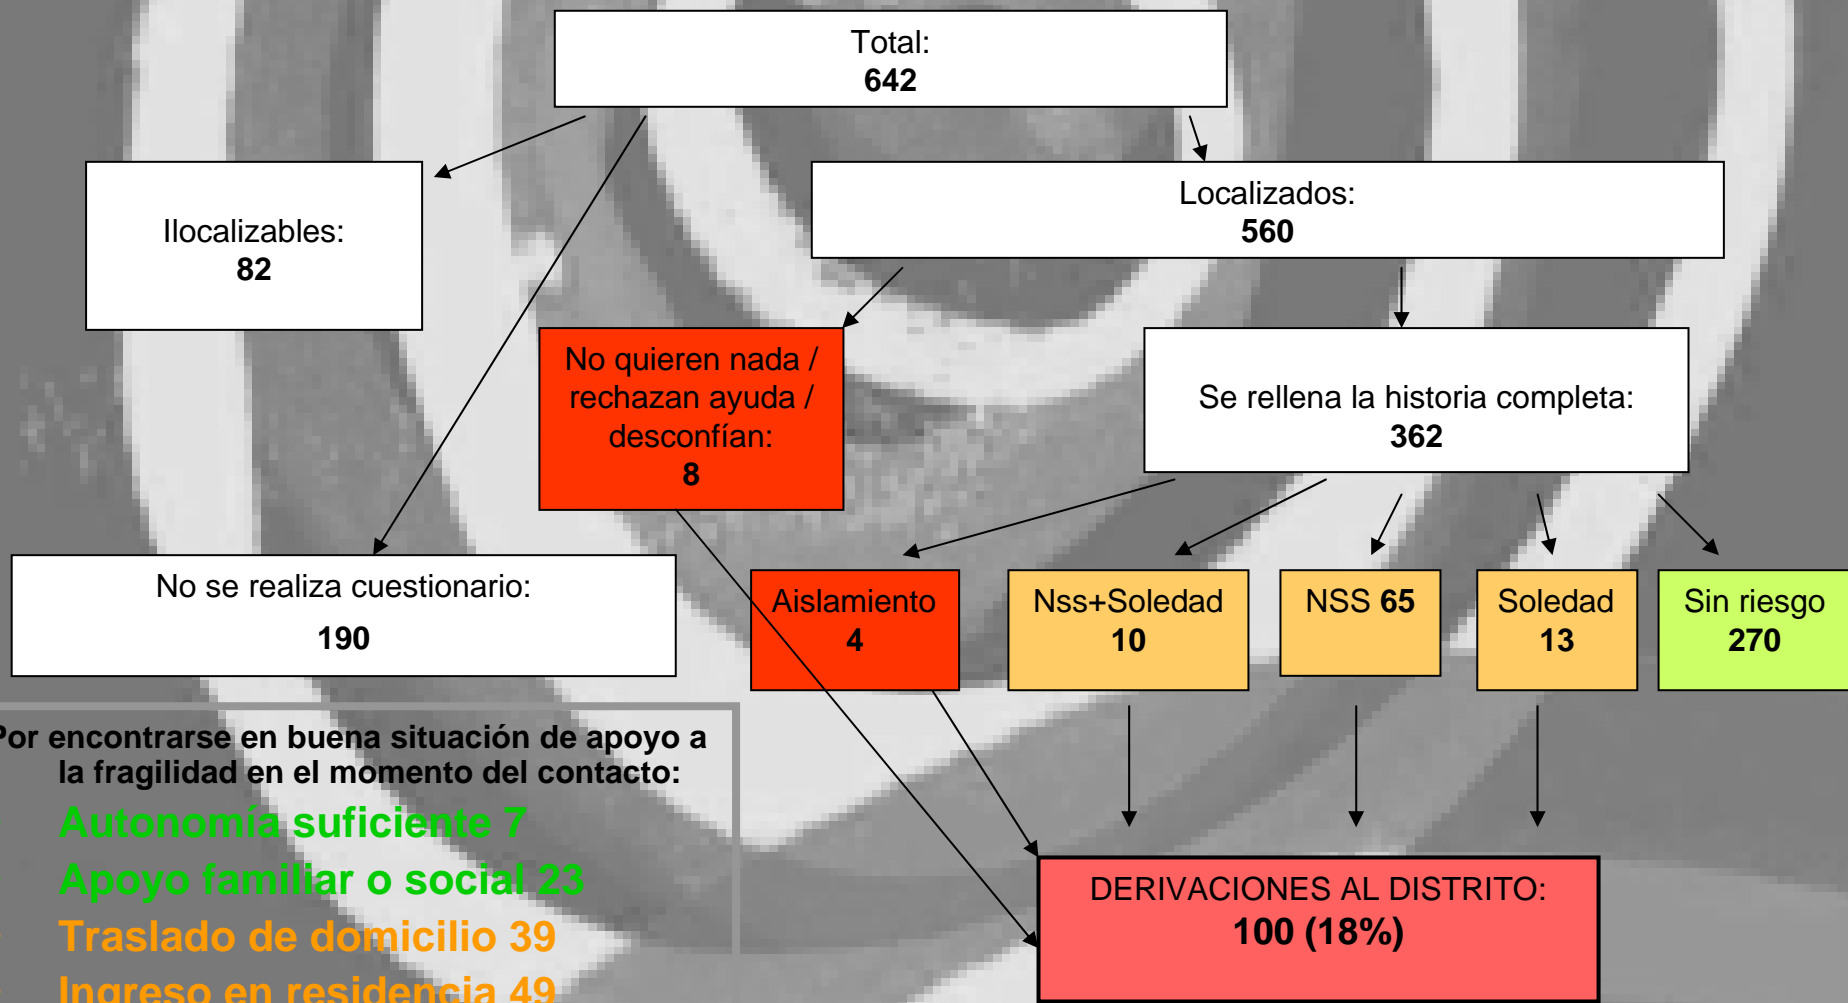 Total:
642
Ilocalizables:
82
Localizados:
560
No quieren nada /
rechazan ayuda /
desconfían:
8
Se rellena la historia completa:
362
No se realiza cuestionario:
190
Aislamiento
4
Nss+Soledad
10
NSS 65
Soledad
13
Sin riesgo
270
Por encontrarse en buena situación de apoyo a
la fragilidad en el momento del contacto:
Autonomía suficiente 7
Apoyo familiar o social 23
Traslado de domicilio 39
Ingreso en residencia 49
DERIVACIONES AL DISTRITO:
100 (18%)